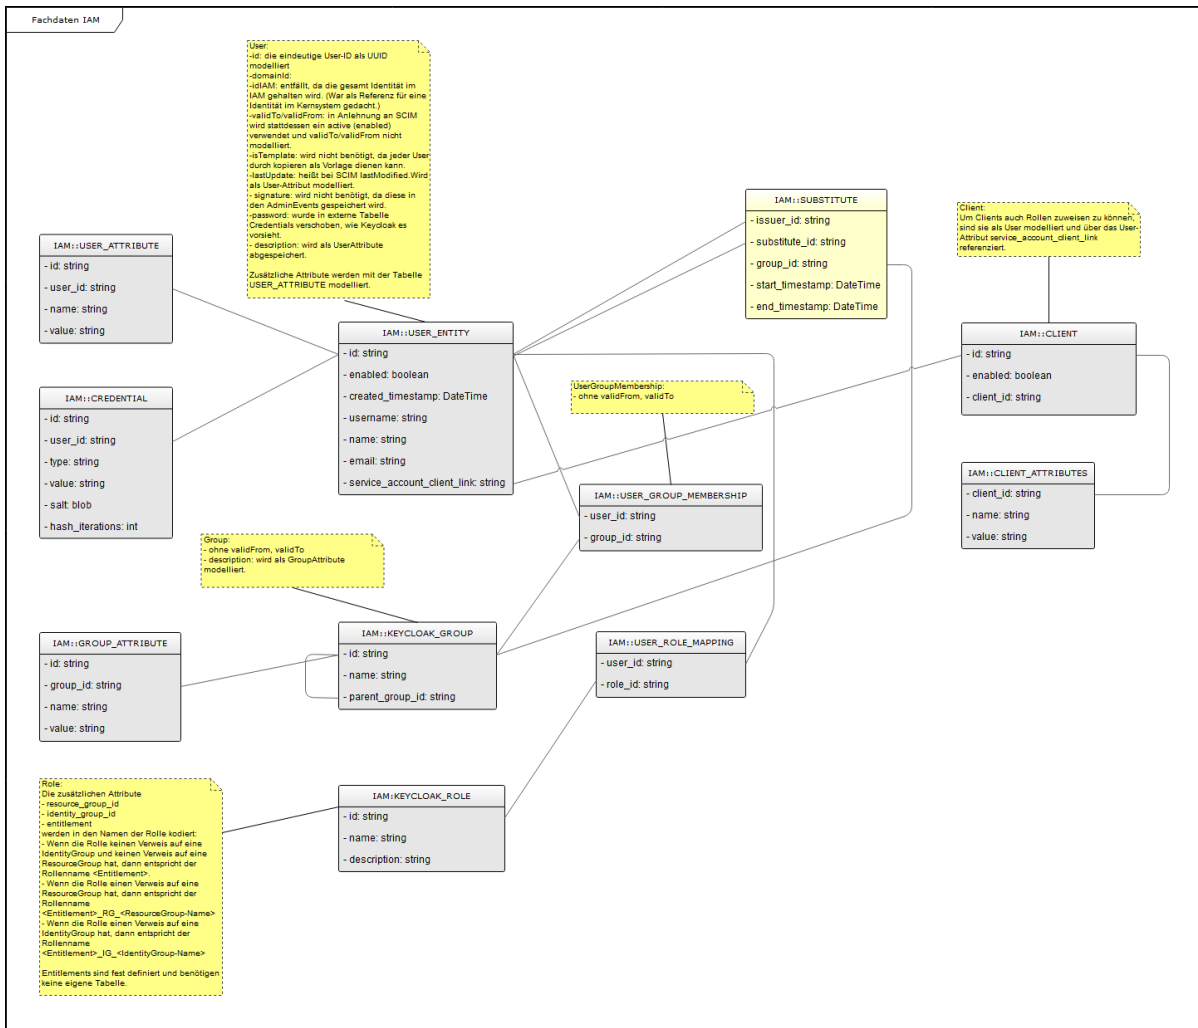 Fachdaten IAM
User:
-id: die eindeutige User-ID als UUID
modelliert
-domainId:
-idIAM: entfällt, da die gesamt Identität im
IAM gehalten wird. (War als Referenz für eine
Identität im Kernsystem gedacht.)
-validTo/validFrom: in Anlehnung an SCIM
wird stattdessen ein active (enabled)
verwendet und validTo/validFrom nicht
modelliert.
-isTemplate: wird nicht benötigt, da jeder User
durch kopieren als Vorlage dienen kann.
-lastUpdate: heißt bei SCIM lastModified.Wird
als User-Attribut modelliert.
- signature: wird nicht benötigt, da diese in
den AdminEvents gespeichert wird.
-password: wurde in externe Tabelle
Credentials verschoben, wie Keycloak es
vorsieht.
- description: wird als UserAttribute
abgespeichert.
Zusätzliche Attribute werden mit der Tabelle
USER_ATTRIBUTE modelliert.
IAM::SUBSTITUTE
- issuer_id: string
- substitute_id: string
- group_id: string
- start_timestamp: DateTime
- end_timestamp: DateTime
Client:
Um Clients auch Rollen zuweisen zu können,
sind sie als User modelliert und über das User-
Attribut service_account_client_link
referenziert.
IAM::USER_ATTRIBUTE
- id: string
- user_id: string
- name: string
- value: string
IAM::USER_ENTITY
- id: string
- enabled: boolean
- created_timestamp: DateTime
- username: string
- name: string
- email: string
- service_account_client_link: string
IAM::CLIENT
- id: string
- enabled: boolean
- client_id: string
IAM::CREDENTIAL
- id: string
- user_id: string
- type: string
- value: string
- salt: blob
- hash_iterations: int
UserGroupMembership:
- ohne validFrom, validTo
IAM::USER_GROUP_MEMBERSHIP
- user_id: string
- group_id: string
IAM::CLIENT_ATTRIBUTES
- client_id: string
- name: string
- value: string
Group:
- ohne validFrom, validTo
- description: wird als GroupAttribute
modelliert.
IAM::GROUP_ATTRIBUTE
- id: string
- group_id: string
- name: string
- value: string
IAM::KEYCLOAK_GROUP
- id: string
- name: string
- parent_group_id: string
IAM::USER_ROLE_MAPPING
- user_id: string
- role_id: string
Role:
Die zusätzlichen Attribute
- resource_group_id
- identity_group_id
- entitlement
werden in den Namen der Rolle kodiert:
- Wenn die Rolle keinen Verweis auf eine
IdentityGroup und keinen Verweis auf eine
ResourceGroup hat, dann entspricht der
Rollenname <Entitlement>.
- Wenn die Rolle einen Verweis auf eine
ResourceGroup hat, dann entspricht der
Rollenname
<Entitlement>_RG_<ResourceGroup-Name>
- Wenn die Rolle einen Verweis auf eine
IdentityGroup hat, dann entspricht der
Rollenname
<Entitlement>_IG_<IdentityGroup-Name>
Entitlements sind fest definiert und benötigen
keine eigene Tabelle.
IAM:KEYCLOAK_ROLE
- id: string
- name: string
- description: string